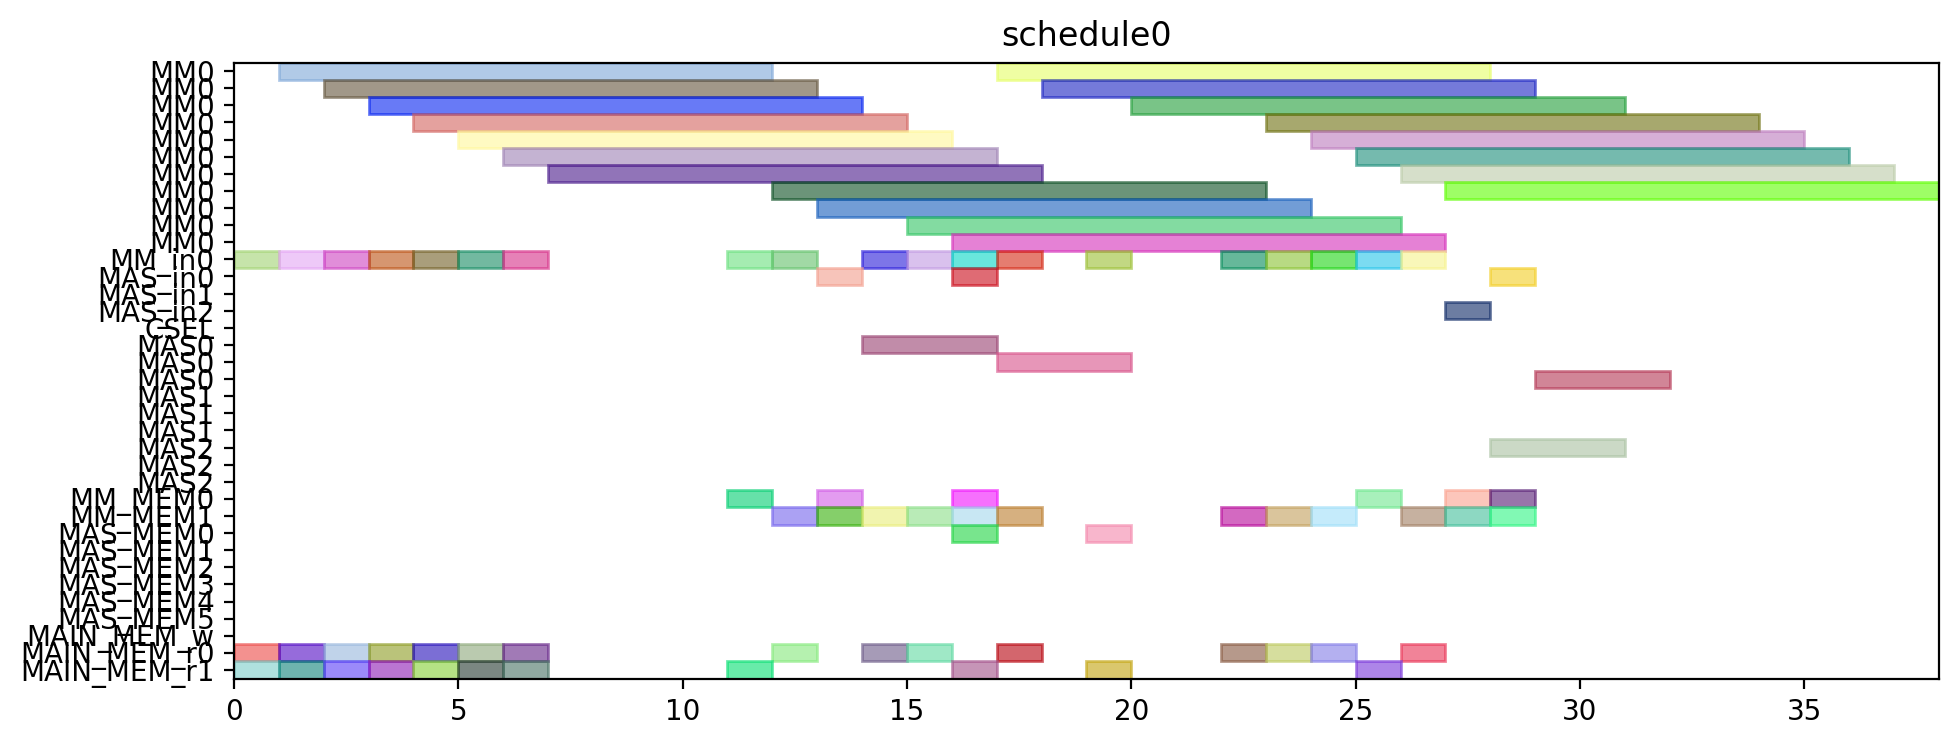 schedule0
MM0
MM0
MM0
MM0
MM0
MM0
MM0
MM0
MM0
MM0
MM0
MM_in0
MAS_in0
MAS_in1
MAS_in2
CSEL
MAS0
MAS0
MAS0
MAS1
MAS1
MAS1
MAS2
MAS2
MAS2
MM_MEM0
MM_MEM1
MAS_MEM0
MAS_MEM1
MAS_MEM2
MAS_MEM3
MAS_MEM4
MAS_MEM5
MAIN_MEM_w
MAIN_MEM_r0
MAIN_MEM_r1
0 5 10 15 20 25 30 35